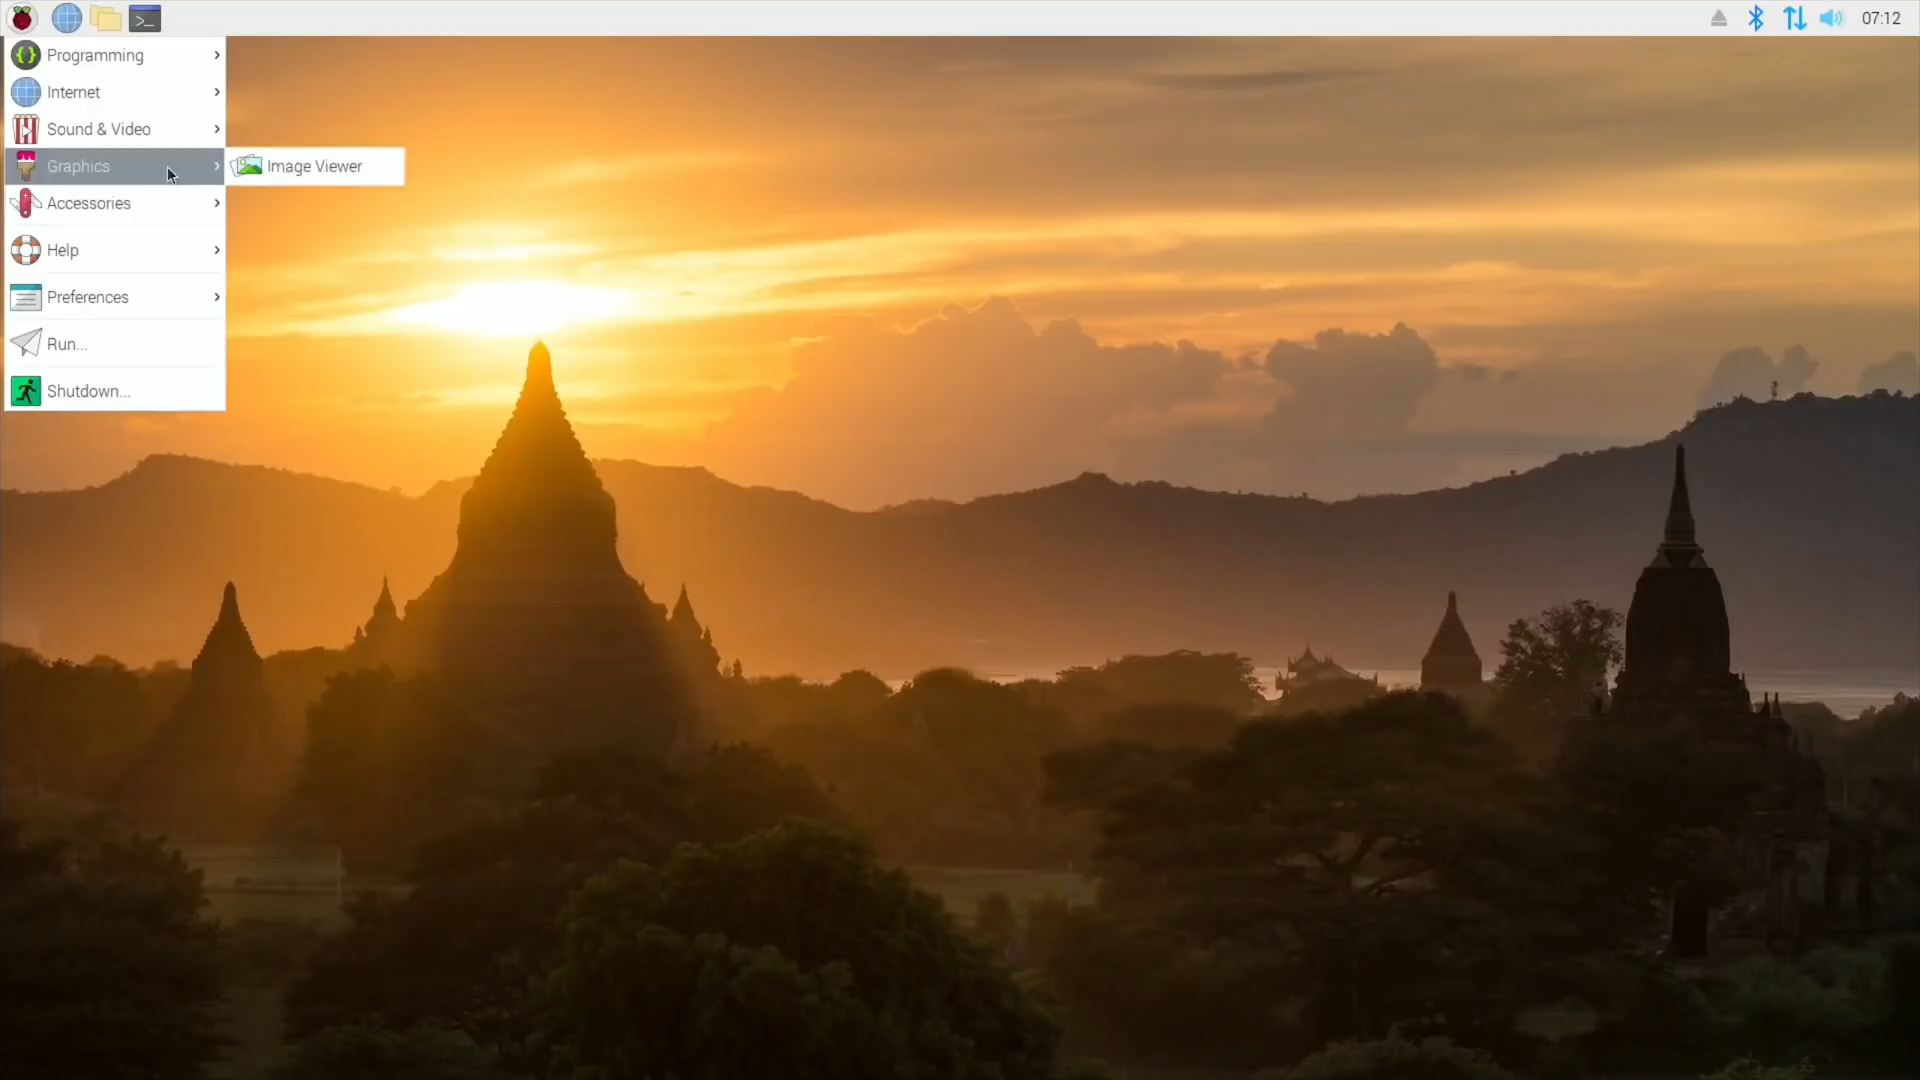 >_
07:12
Programming
Internet
Sound & Video
Graphics
Image Viewer
Accessories
Help
Preferences
Run...
Shutdown...